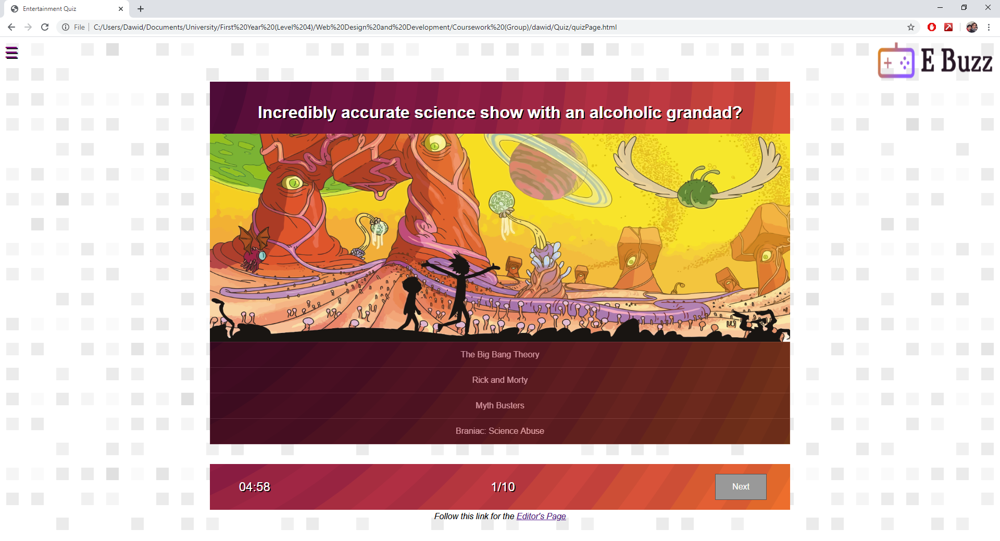 Entertainment Quiz
File
C:/Users/Dawid/Documents/University/First%20Year%20(Level%204)/Web%20Design%20and%20Development/Coursework%20(Group)/dawid/Quiz/quizPage.html
E Buzz
Incredibly accurate science show with an alcoholic grandad?
The Big Bang Theory
Rick and Morty
Myth Busters
Braniac: Science Abuse
04:58
1/10
Next
Follow this link for the Editor's Page